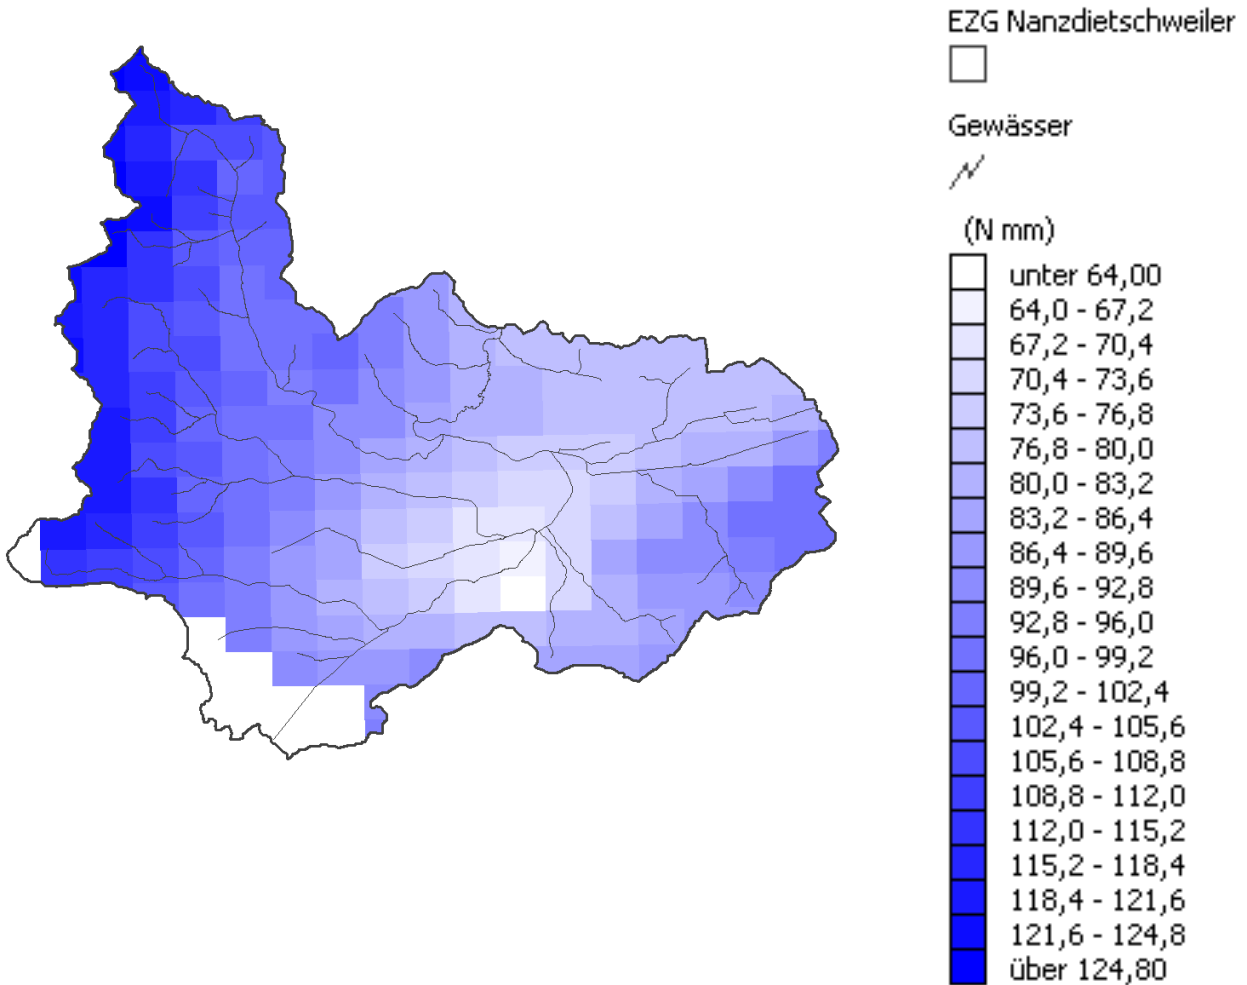 EZG Nanzdietschweiler
Gewässer
(N mm)
unter 64,00
64,0 - 67,2
67,2 - 70,4
70,4 - 73,6
73,6 - 76,8
76,8 - 80,0
80,0 - 83,2
83,2 - 86,4
86,4 - 89,6
89,6 - 92,8
92,8 - 96,0
96,0 - 99,2
99,2 - 102,4
102,4 - 105,6
105,6 - 108,8
108,8 - 112,0
112,0 - 115,2
115,2 - 118,4
118,4 - 121,6
121,6 - 124,8
über 124,80